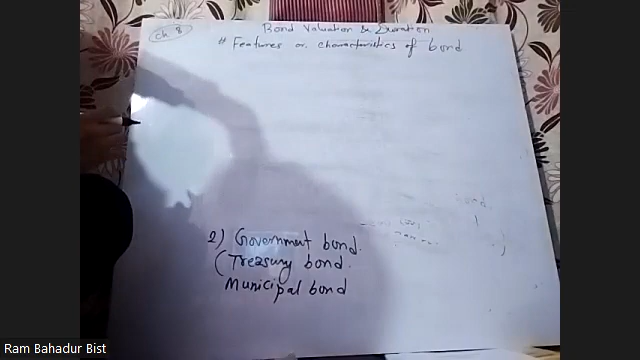 Ch 8
Bond Valuation & Duration
# Features or characteristics of bond
2) Government bond.
(Treasury bond.
Municipal bond
Ram Bahadur Bist